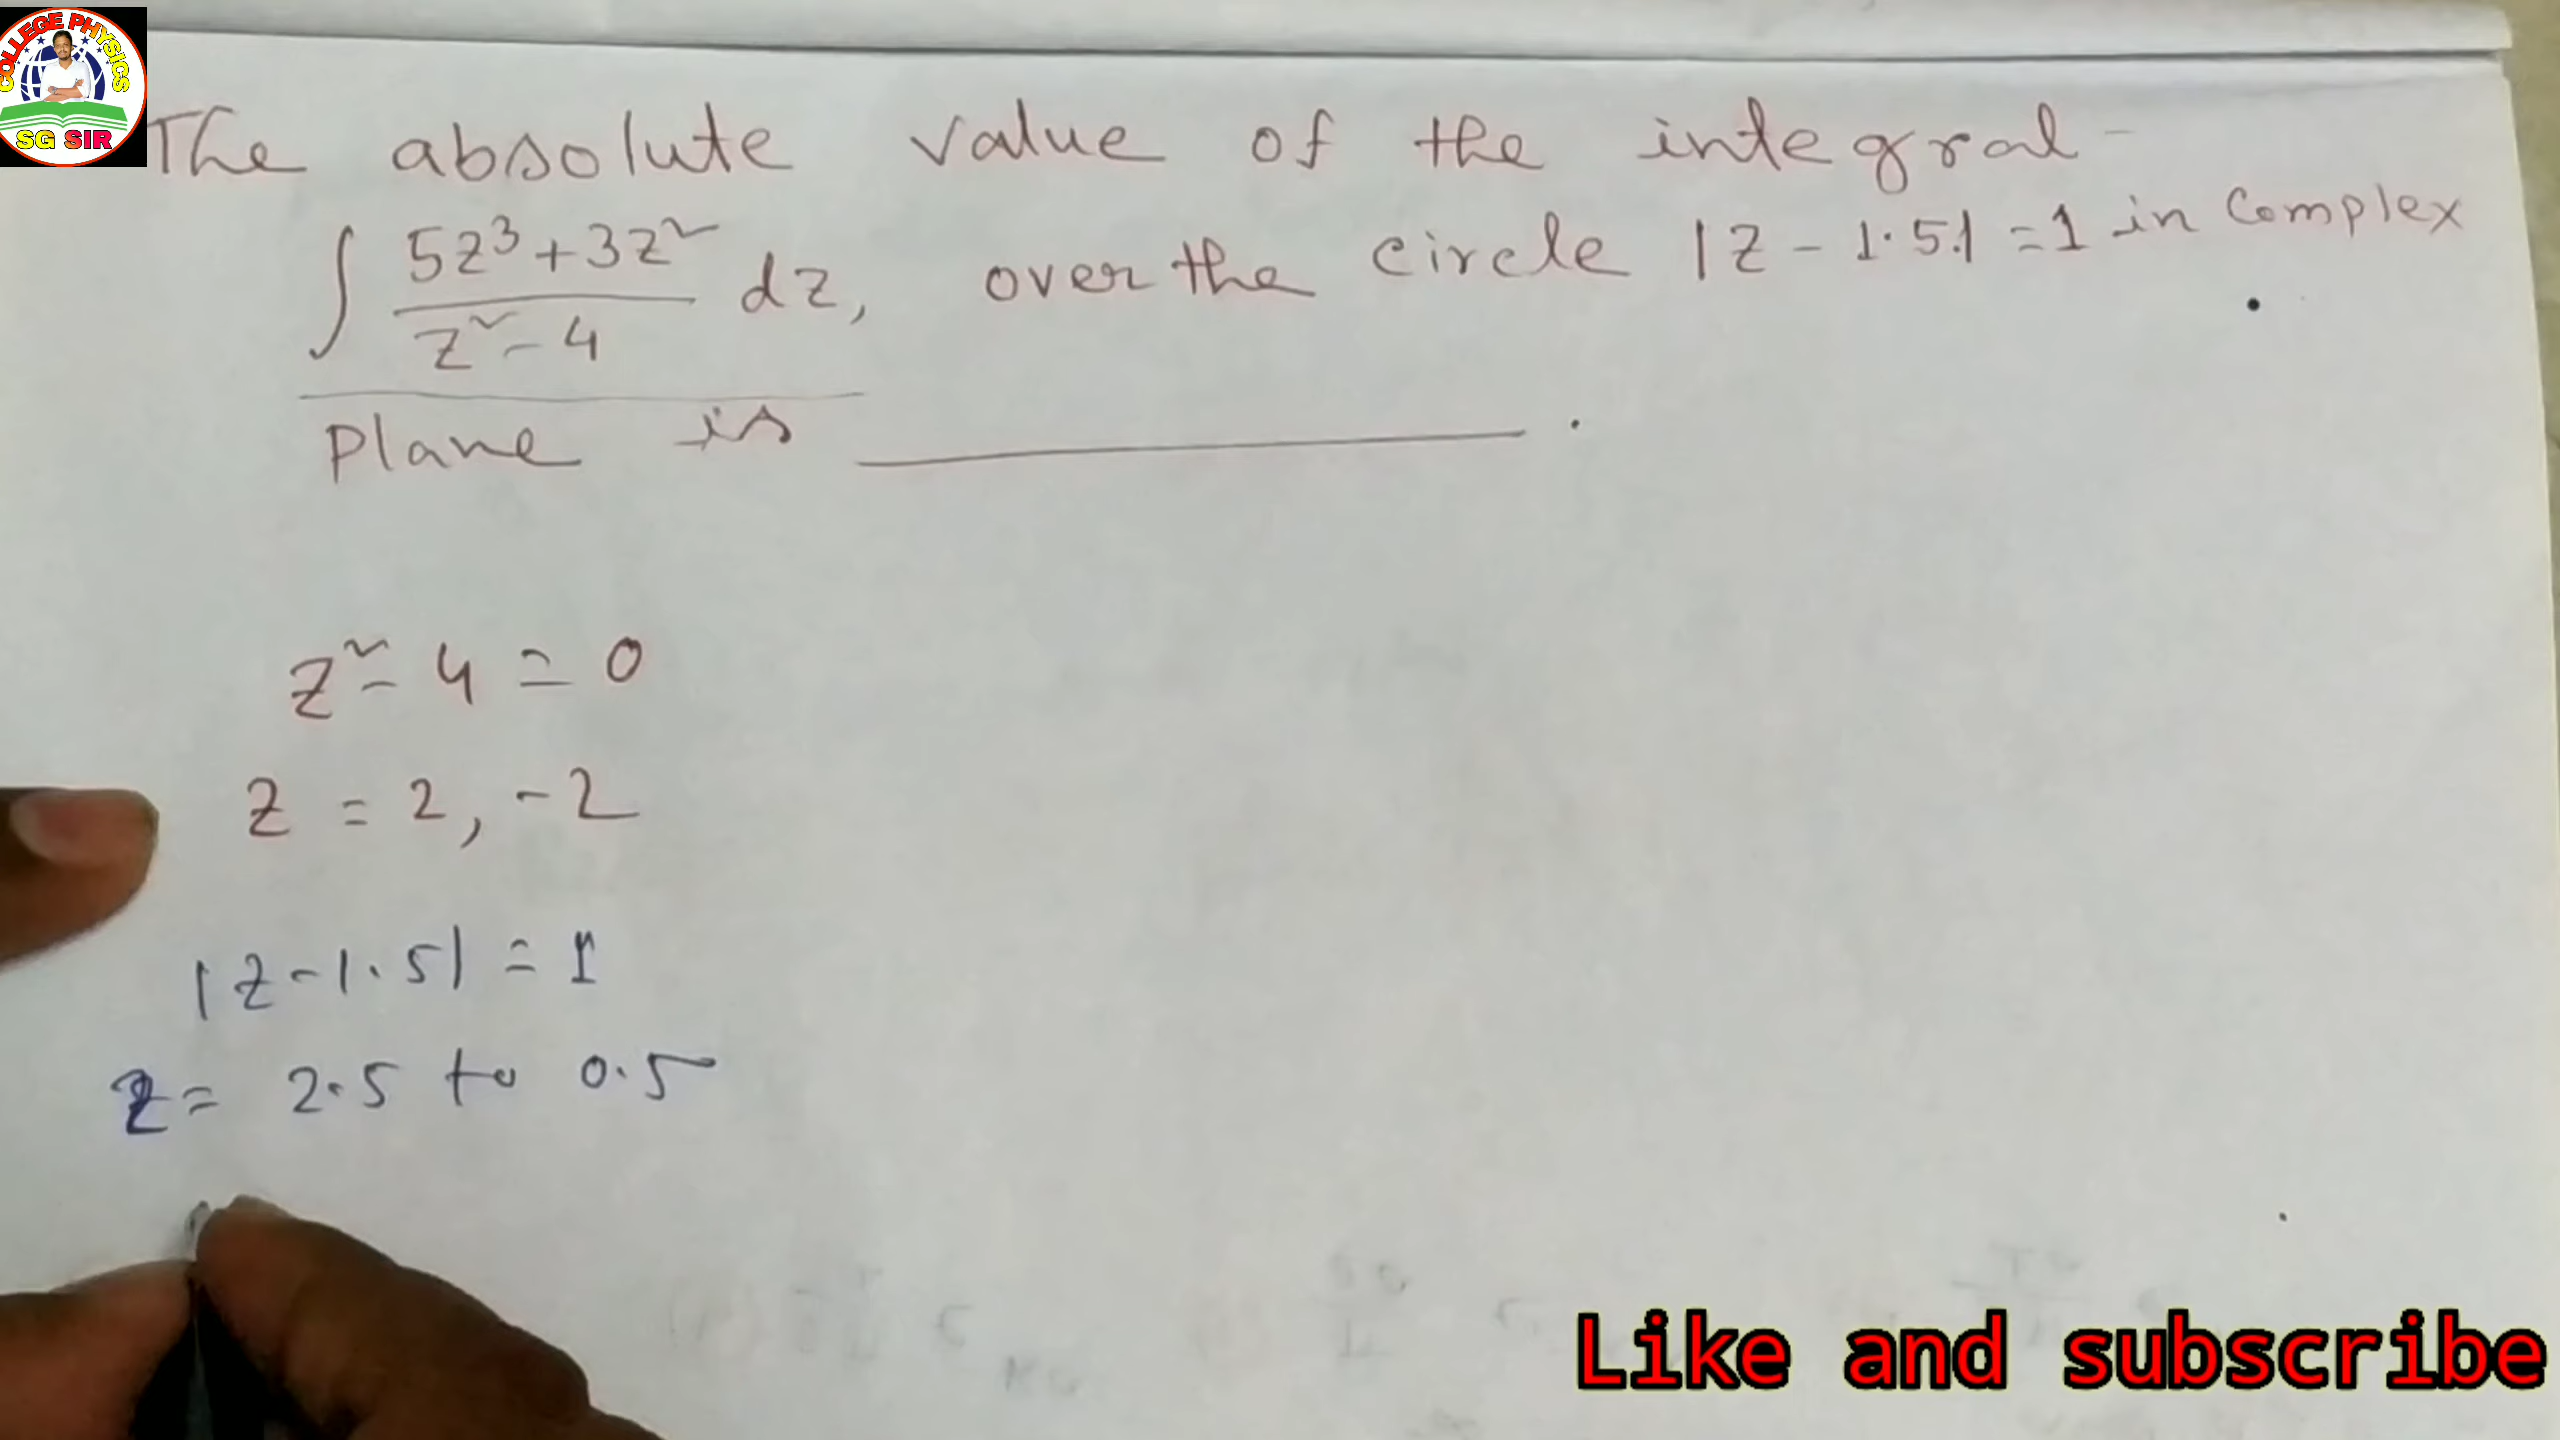 COLLEGE PHYSICS
SG SIR
The absolute value of the integral
∫ (5z³+3z²)/(z²-4) dz, over the circle |z-1.5|=1 in Complex
Plane is ____________ .
z²-4=0
z = 2, -2
|z-1.5| = 1
z= 2.5 to 0.5
Like and subscribe